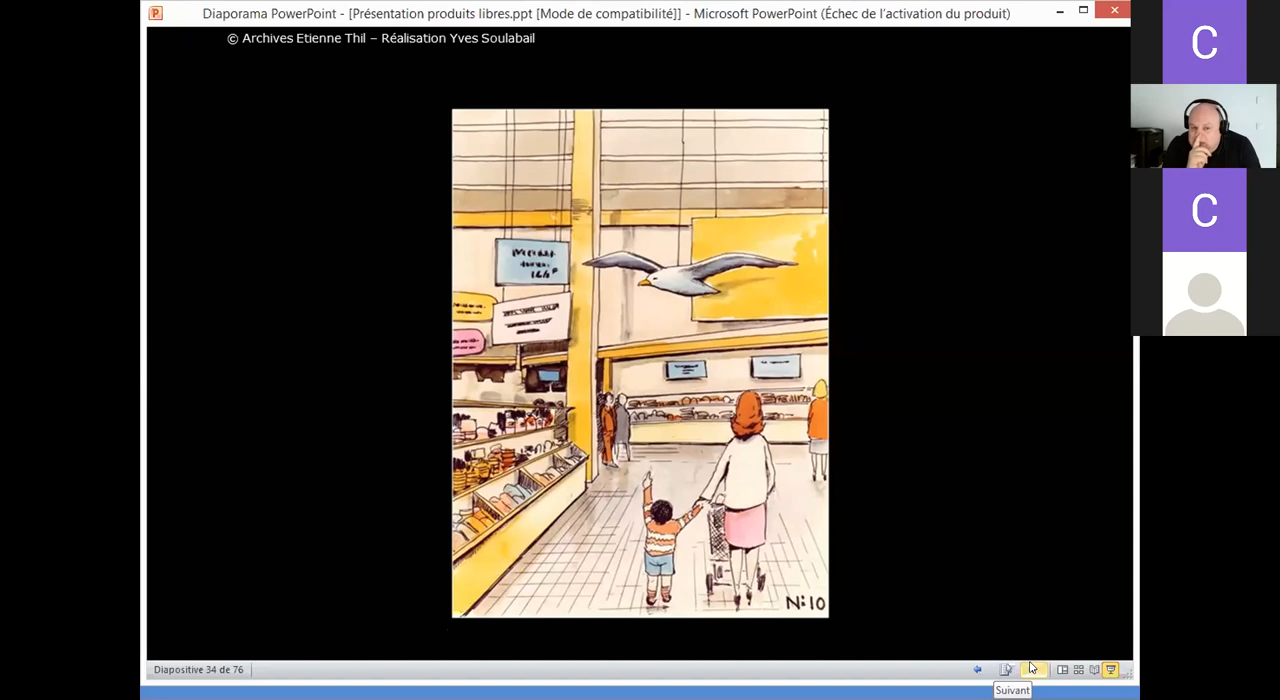 Diaporama PowerPoint - [Présentation produits libres.ppt [Mode de compatibilité]] - Microsoft PowerPoint (Échec de l'activation du produit)
© Archives Etienne Thil – Réalisation Yves Soulabail
C
C
N:10
Diapositive 34 de 76
Suivant